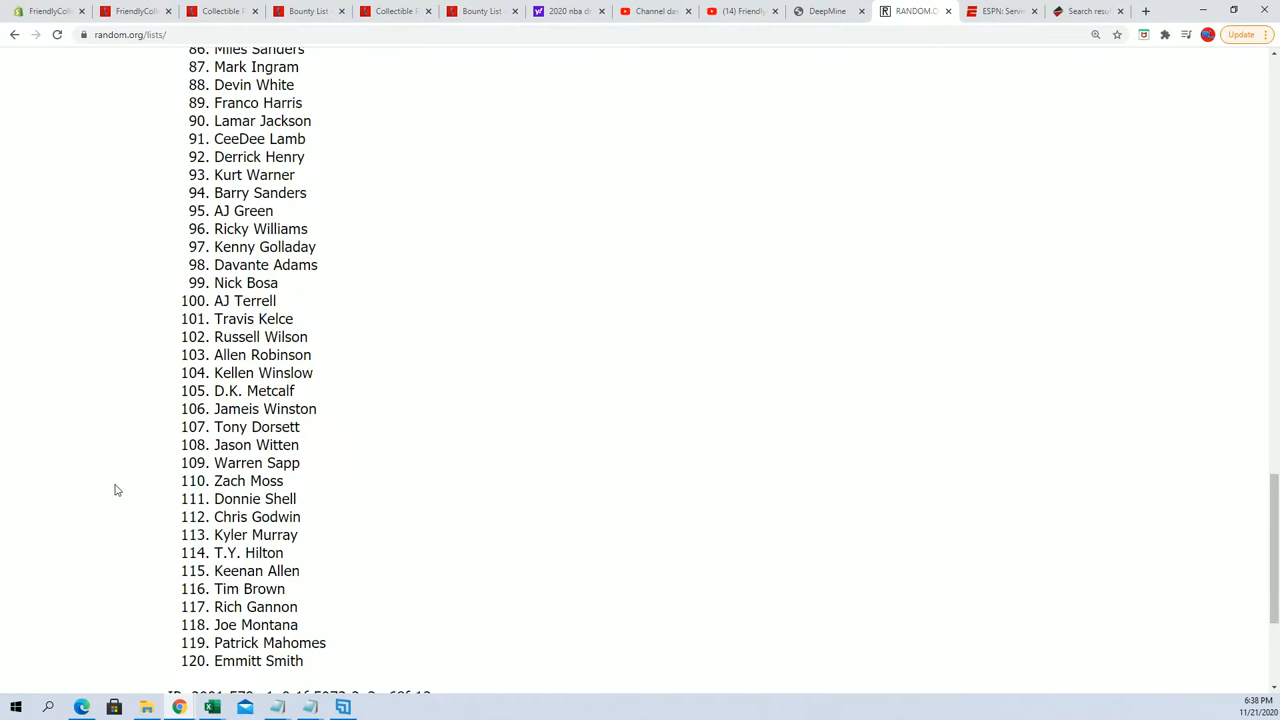 FriendlyColl
FriendlyColl
Collectible F
Bounty List
Collectible F
Bounty List
2020 nba d
Channel das
(14) Friendly
DeepMine
RANDOM.O
ESPN: Serve
Search resul
random.org/lists/
Update
86. Miles Sanders
87. Mark Ingram
88. Devin White
89. Franco Harris
90. Lamar Jackson
91. CeeDee Lamb
92. Derrick Henry
93. Kurt Warner
94. Barry Sanders
95. AJ Green
96. Ricky Williams
97. Kenny Golladay
98. Davante Adams
99. Nick Bosa
100. AJ Terrell
101. Travis Kelce
102. Russell Wilson
103. Allen Robinson
104. Kellen Winslow
105. D.K. Metcalf
106. Jameis Winston
107. Tony Dorsett
108. Jason Witten
109. Warren Sapp
110. Zach Moss
111. Donnie Shell
112. Chris Godwin
113. Kyler Murray
114. T.Y. Hilton
115. Keenan Allen
116. Tim Brown
117. Rich Gannon
118. Joe Montana
119. Patrick Mahomes
120. Emmitt Smith
6:38 PM
11/21/2020